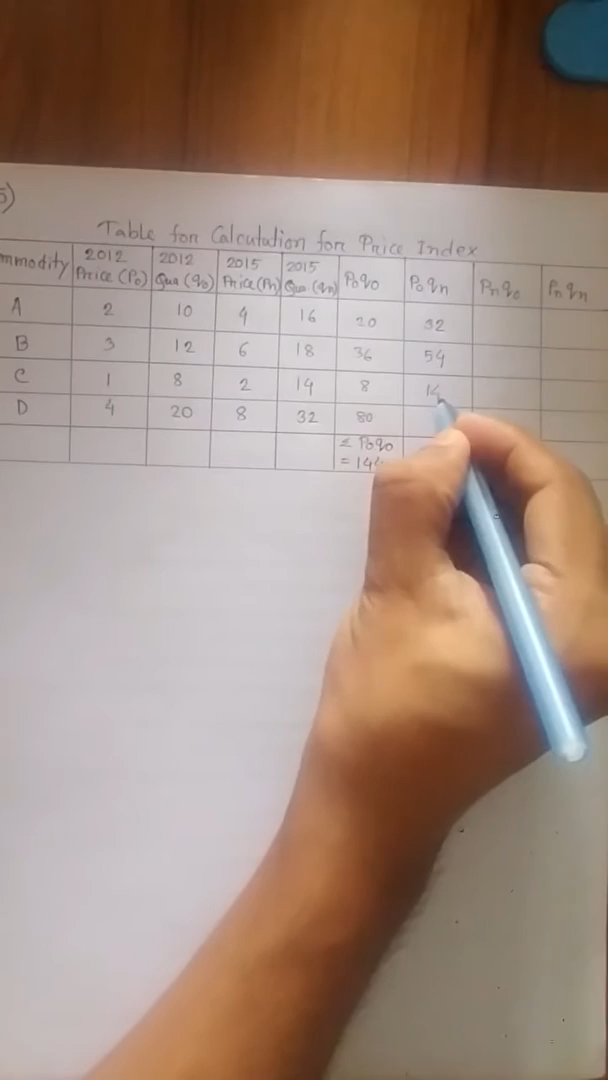 5)
Table for Calculation for Price Index
mmodity 2012 Price (P0) 2012 Qua (q0) 2015 Price (Pn) 2015 Qua (qn) P0q0 P0qn Pnq0 Pnqn
A 2 10 4 16 20 32
B 3 12 6 18 36 54
C 1 8 2 14 8 14
D 4 20 8 32 80
Σ P0q0
= 144